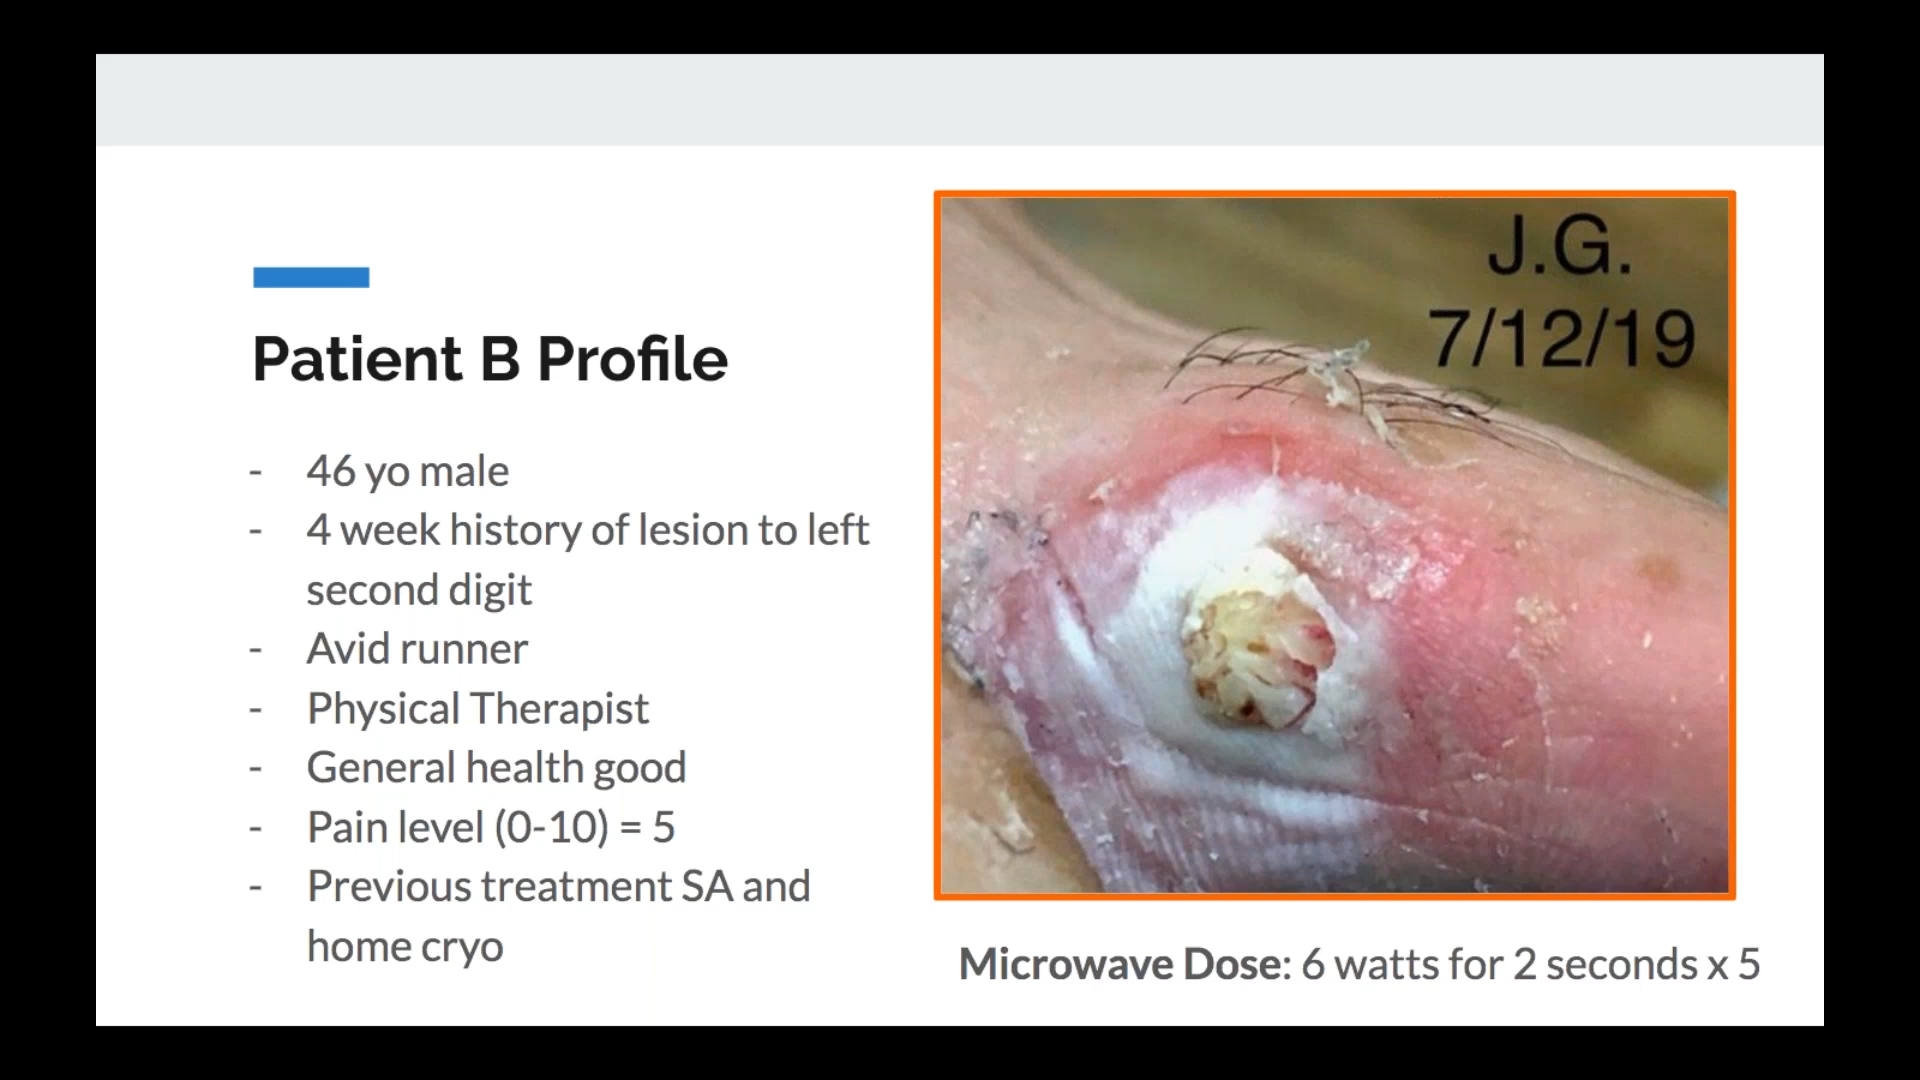 Patient B Profile
- 46 yo male
- 4 week history of lesion to left
second digit
- Avid runner
- Physical Therapist
- General health good
- Pain level (0-10) = 5
- Previous treatment SA and
home cryo
J.G.
7/12/19
Microwave Dose: 6 watts for 2 seconds x 5